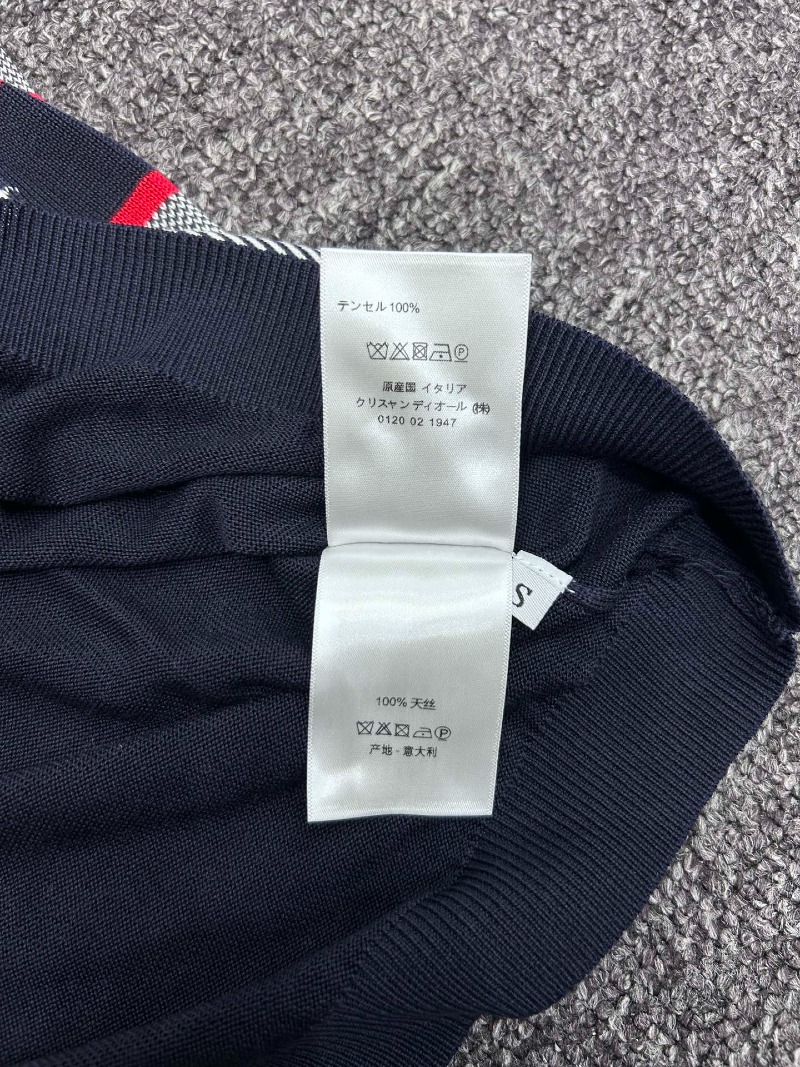 テンセル100%
P
原産国 イタリア
クリスャンディオール (株)
0120 02 1947
S
100% 天丝
P
产地 - 意大利